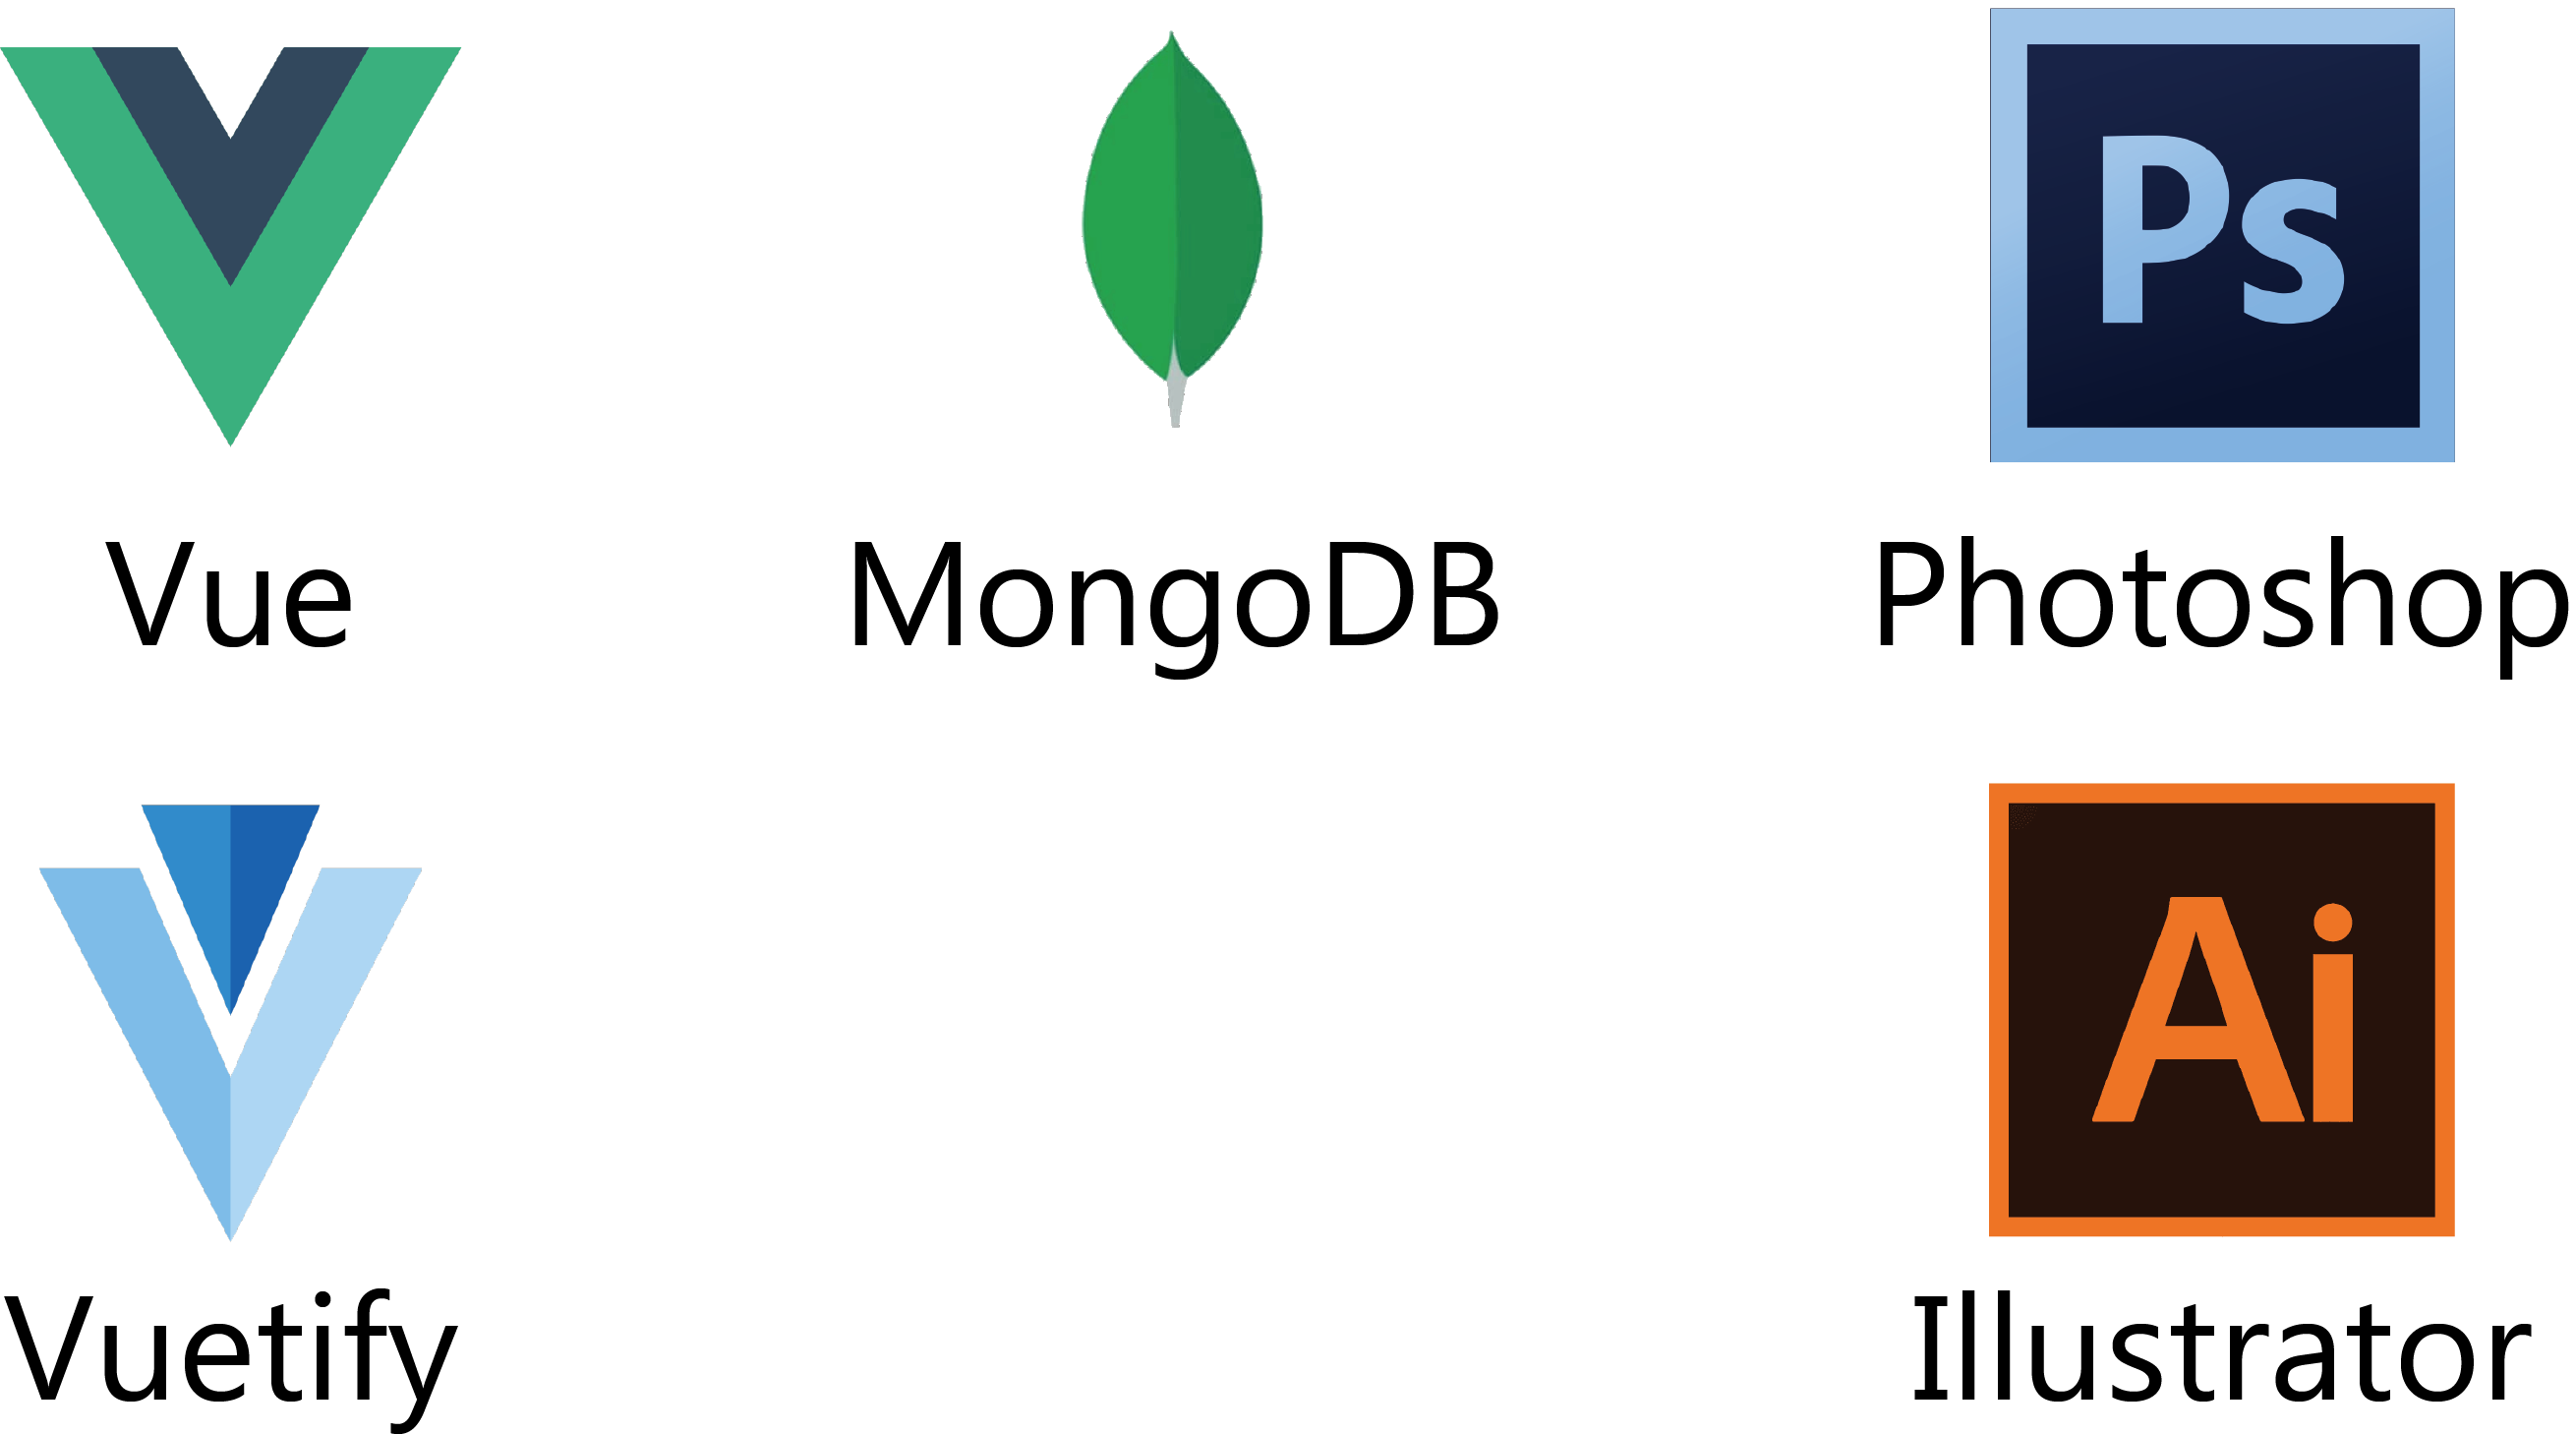 Ps
Vue
MongoDB
Photoshop
Ai
Vuetify
Illustrator